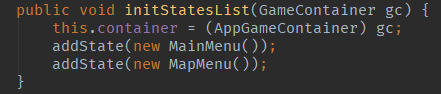 public void initStatesList(GameContainer gc) {
    this.container = (AppGameContainer) gc;
    addState(new MainMenu());
    addState(new MapMenu());
}